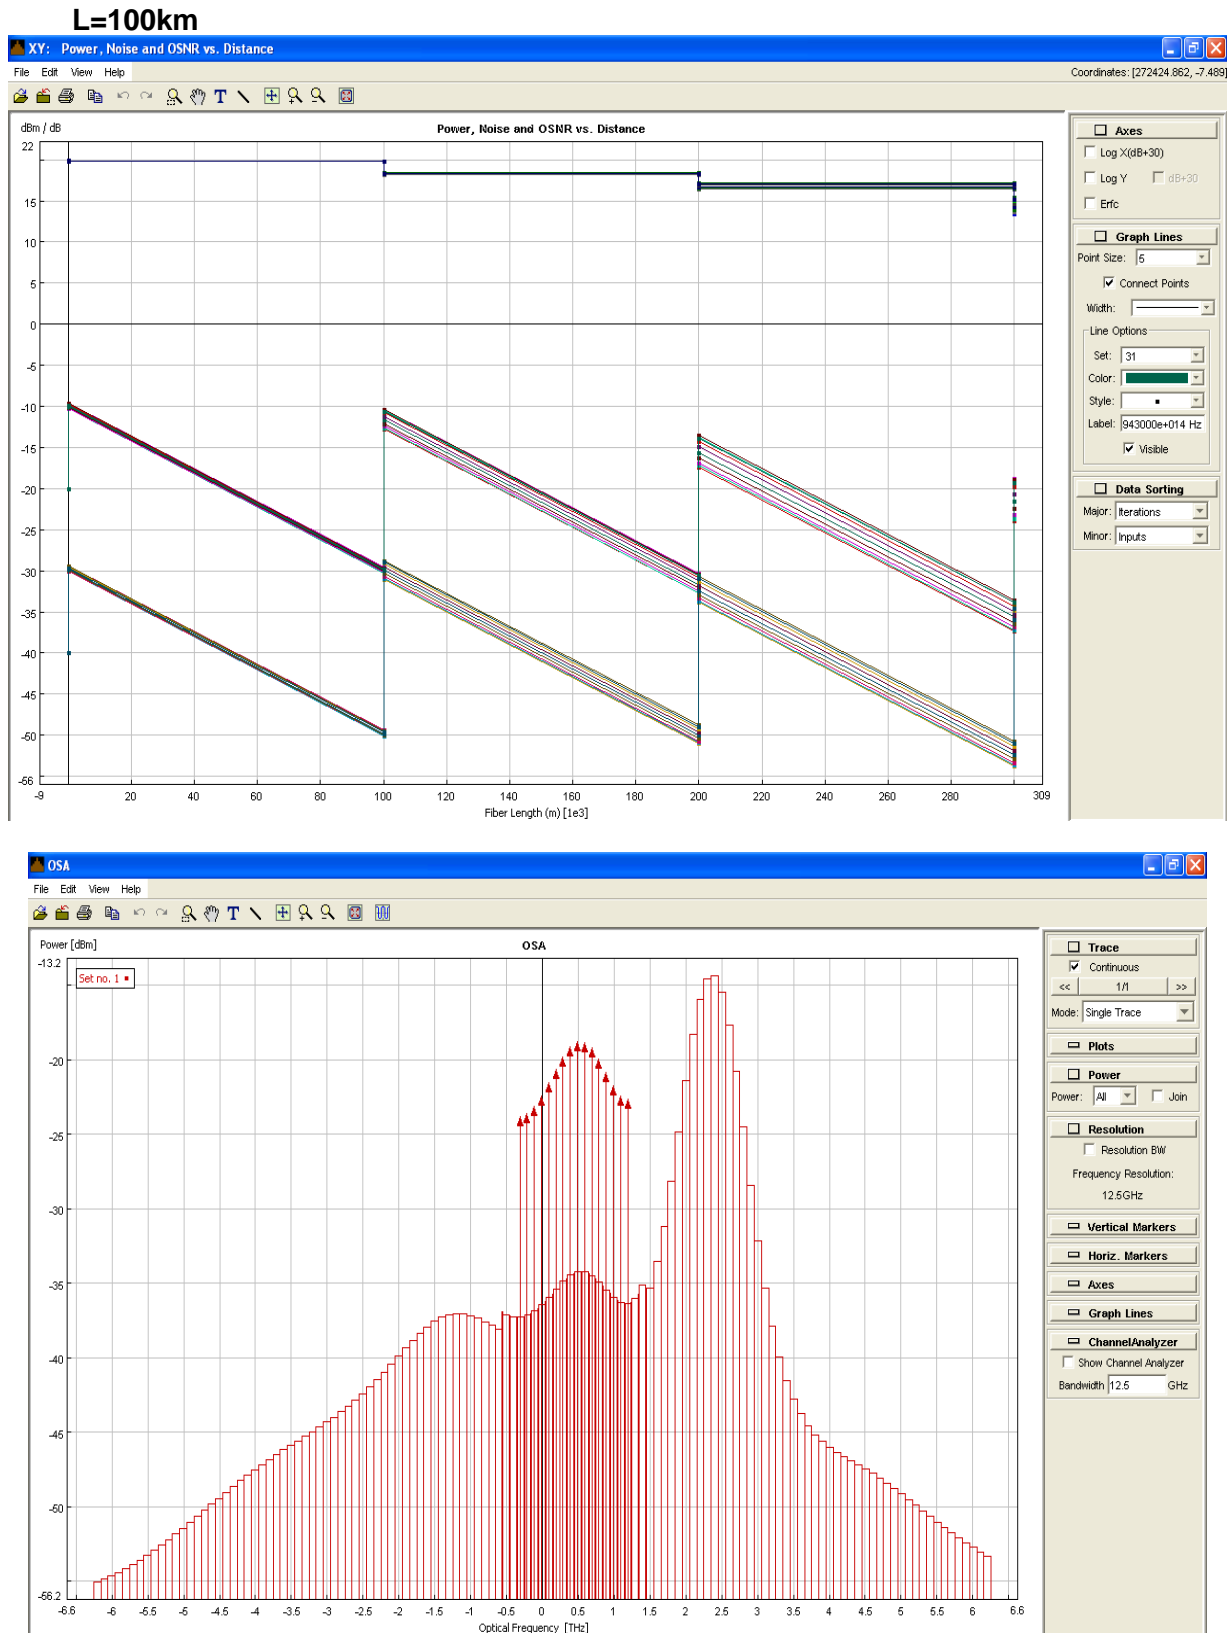 L=100km
XY: Power, Noise and OSNR vs. Distance
File Edit View Help
Coordinates: [272424.862, -7.489]
T
dBm / dB
Power, Noise and OSNR vs. Distance
22
15
10
5
0
-5
-10
-15
-20
-25
-30
-35
-40
-45
-50
-56
-9 20 40 60 80 100 120 140 160 180 200 220 240 260 280 309
Fiber Length (m) [1e3]
Axes
Log X(dB+30)
Log Y dB+30
Erfc
Graph Lines
Point Size: 5
Connect Points
Width:
Line Options
Set: 31
Color:
Style:
Label: 943000e+014 Hz
Visible
Data Sorting
Major: Iterations
Minor: Inputs
OSA
File Edit View Help
T
Power [dBm]
OSA
Set no. 1
-13.2
-20
-25
-30
-35
-40
-45
-50
-56.2
-6.6 -6 -5.5 -5 -4.5 -4 -3.5 -3 -2.5 -2 -1.5 -1 -0.5 0 0.5 1 1.5 2 2.5 3 3.5 4 4.5 5 5.5 6 6.6
Optical Frequency [THz]
Trace
Continuous
<< 1/1 >>
Mode: Single Trace
Plots
Power
Power: All Join
Resolution
Resolution BW
Frequency Resolution:
12.5GHz
Vertical Markers
Horiz. Markers
Axes
Graph Lines
ChannelAnalyzer
Show Channel Analyzer
Bandwidth 12.5 GHz